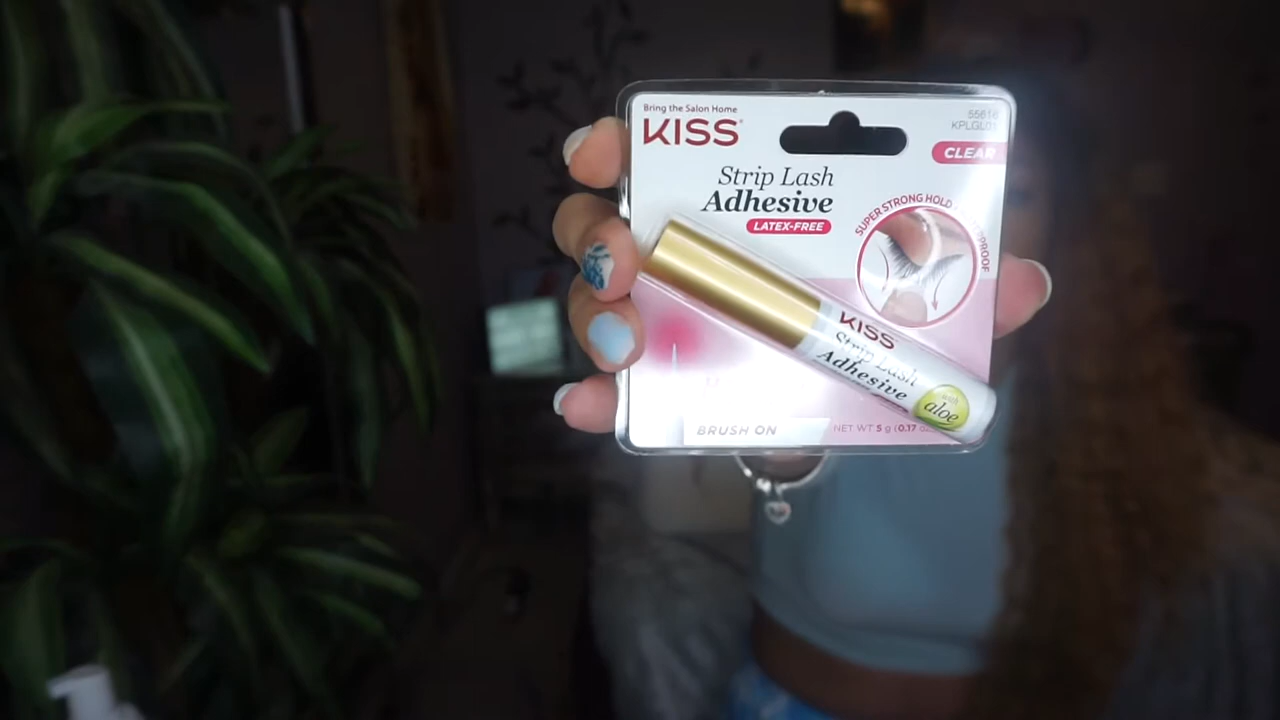 Bring the Salon Home
KISS®
55616
KPLGL01
CLEAR
Strip Lash
Adhesive
LATEX-FREE
SUPER STRONG HOLD
KISS
Strip Lash
Adhesive
with
aloe
BRUSH ON
NET WT 5 g (0.17